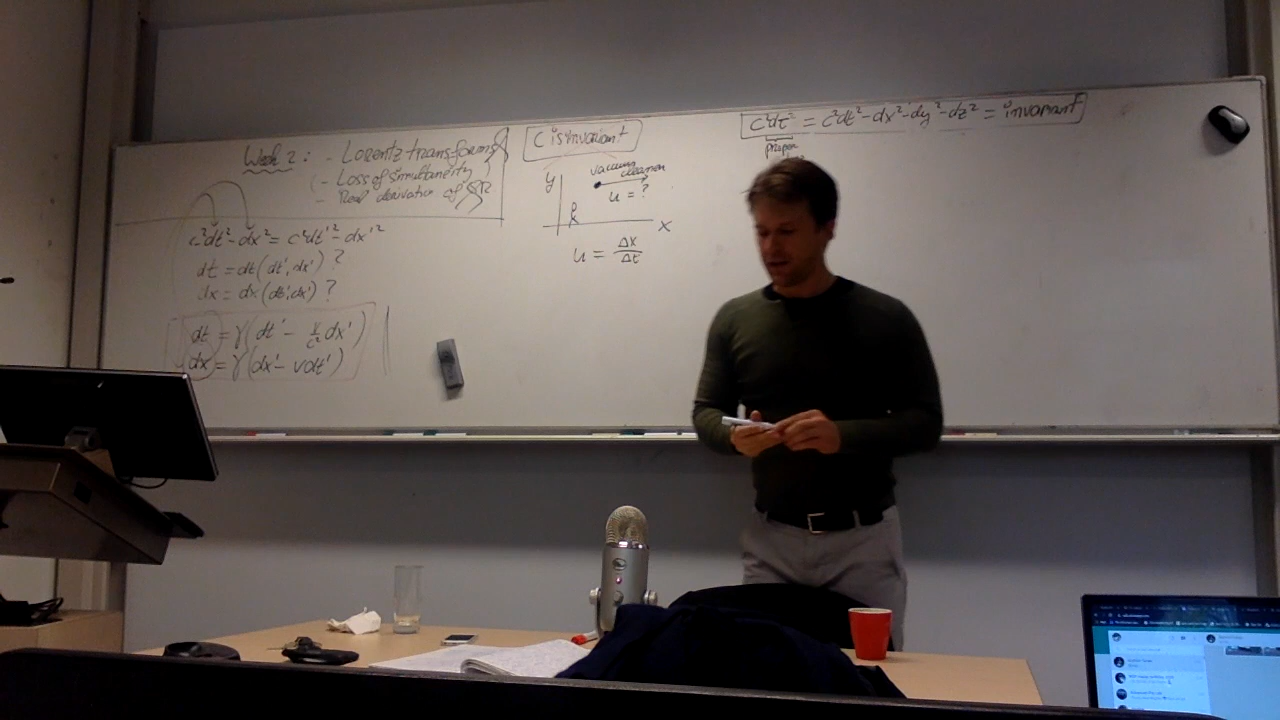 Week 2: - Lorentz transforms
- Loss of simultaneity
- Real derivation of SR
c²dt² - dx² = c²dt'² - dx'²
dt = dt(dt', dx') ?
dx = dx(dt', dx') ?
dt = γ(dt' - v/c² dx')
dx = γ(dx' - vdt')
C is invariant
y
vacuum
cleaner
u = ?
x
u = Δx/Δt
c²dτ² = c²dt² - dx² - dy² - dz² = invariant
proper